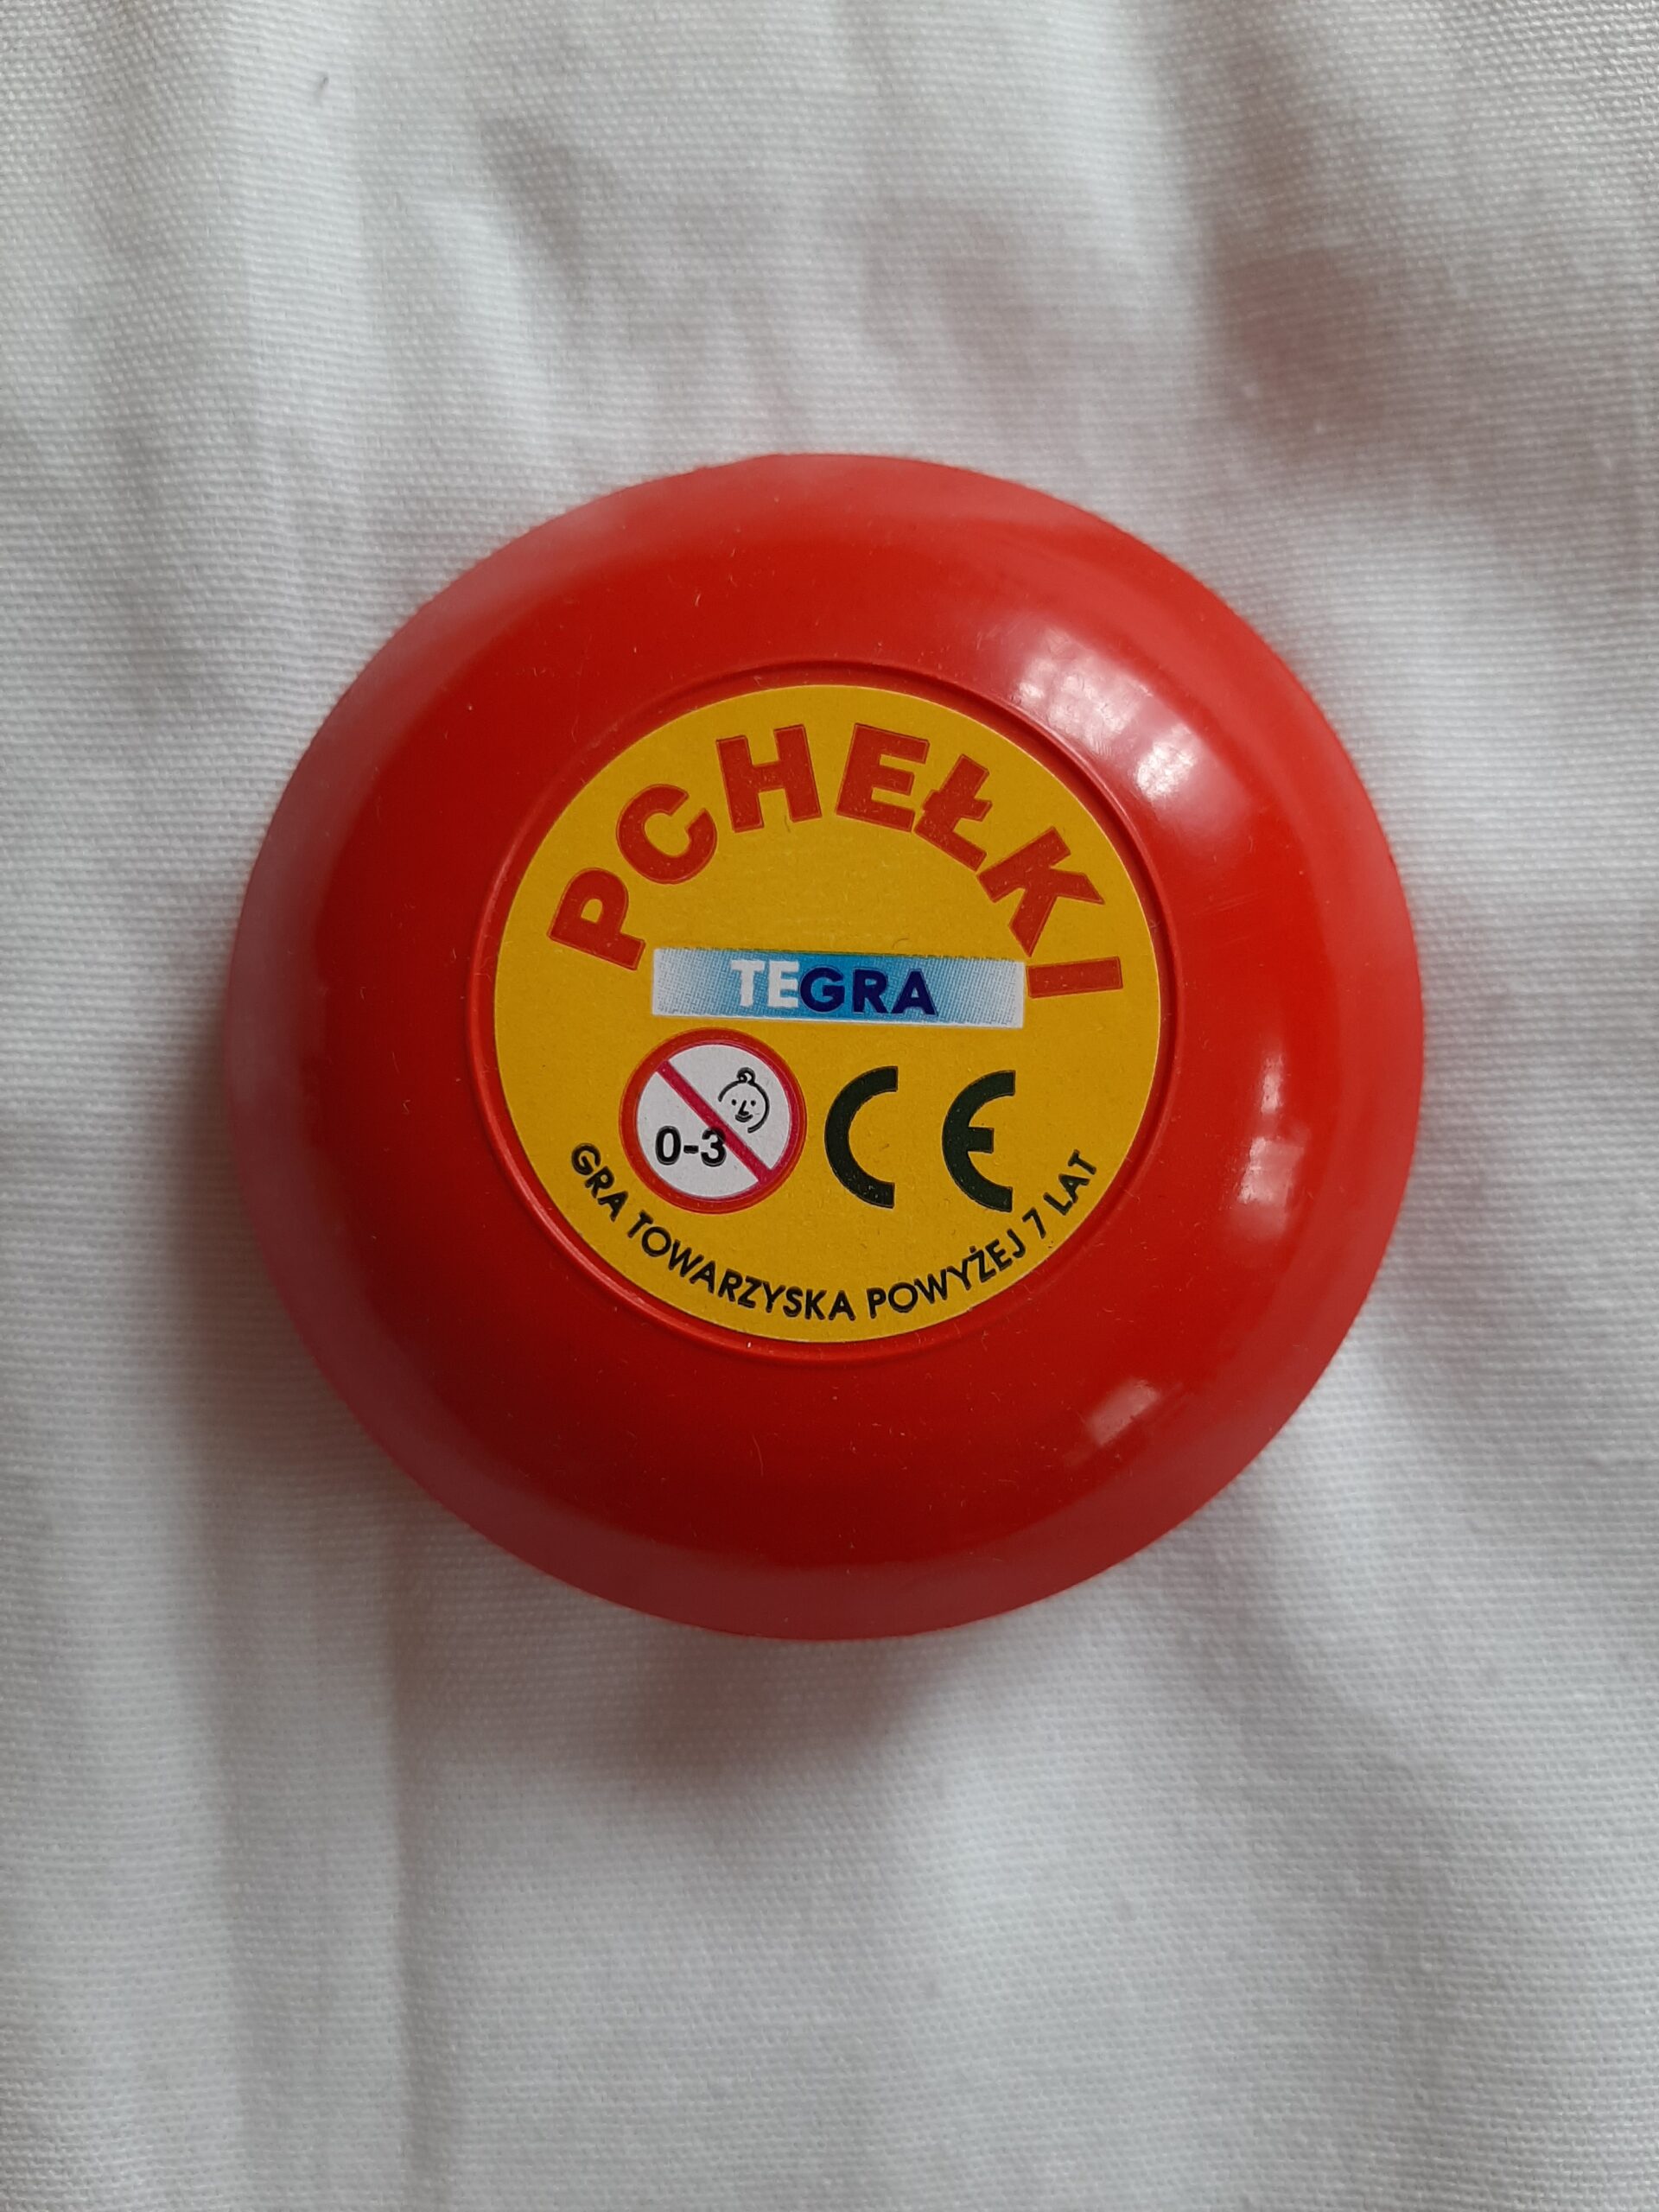 PCHEŁKI
TEGRA
0-3
CE
GRA TOWARZYSKA POWYŻEJ 7 LAT